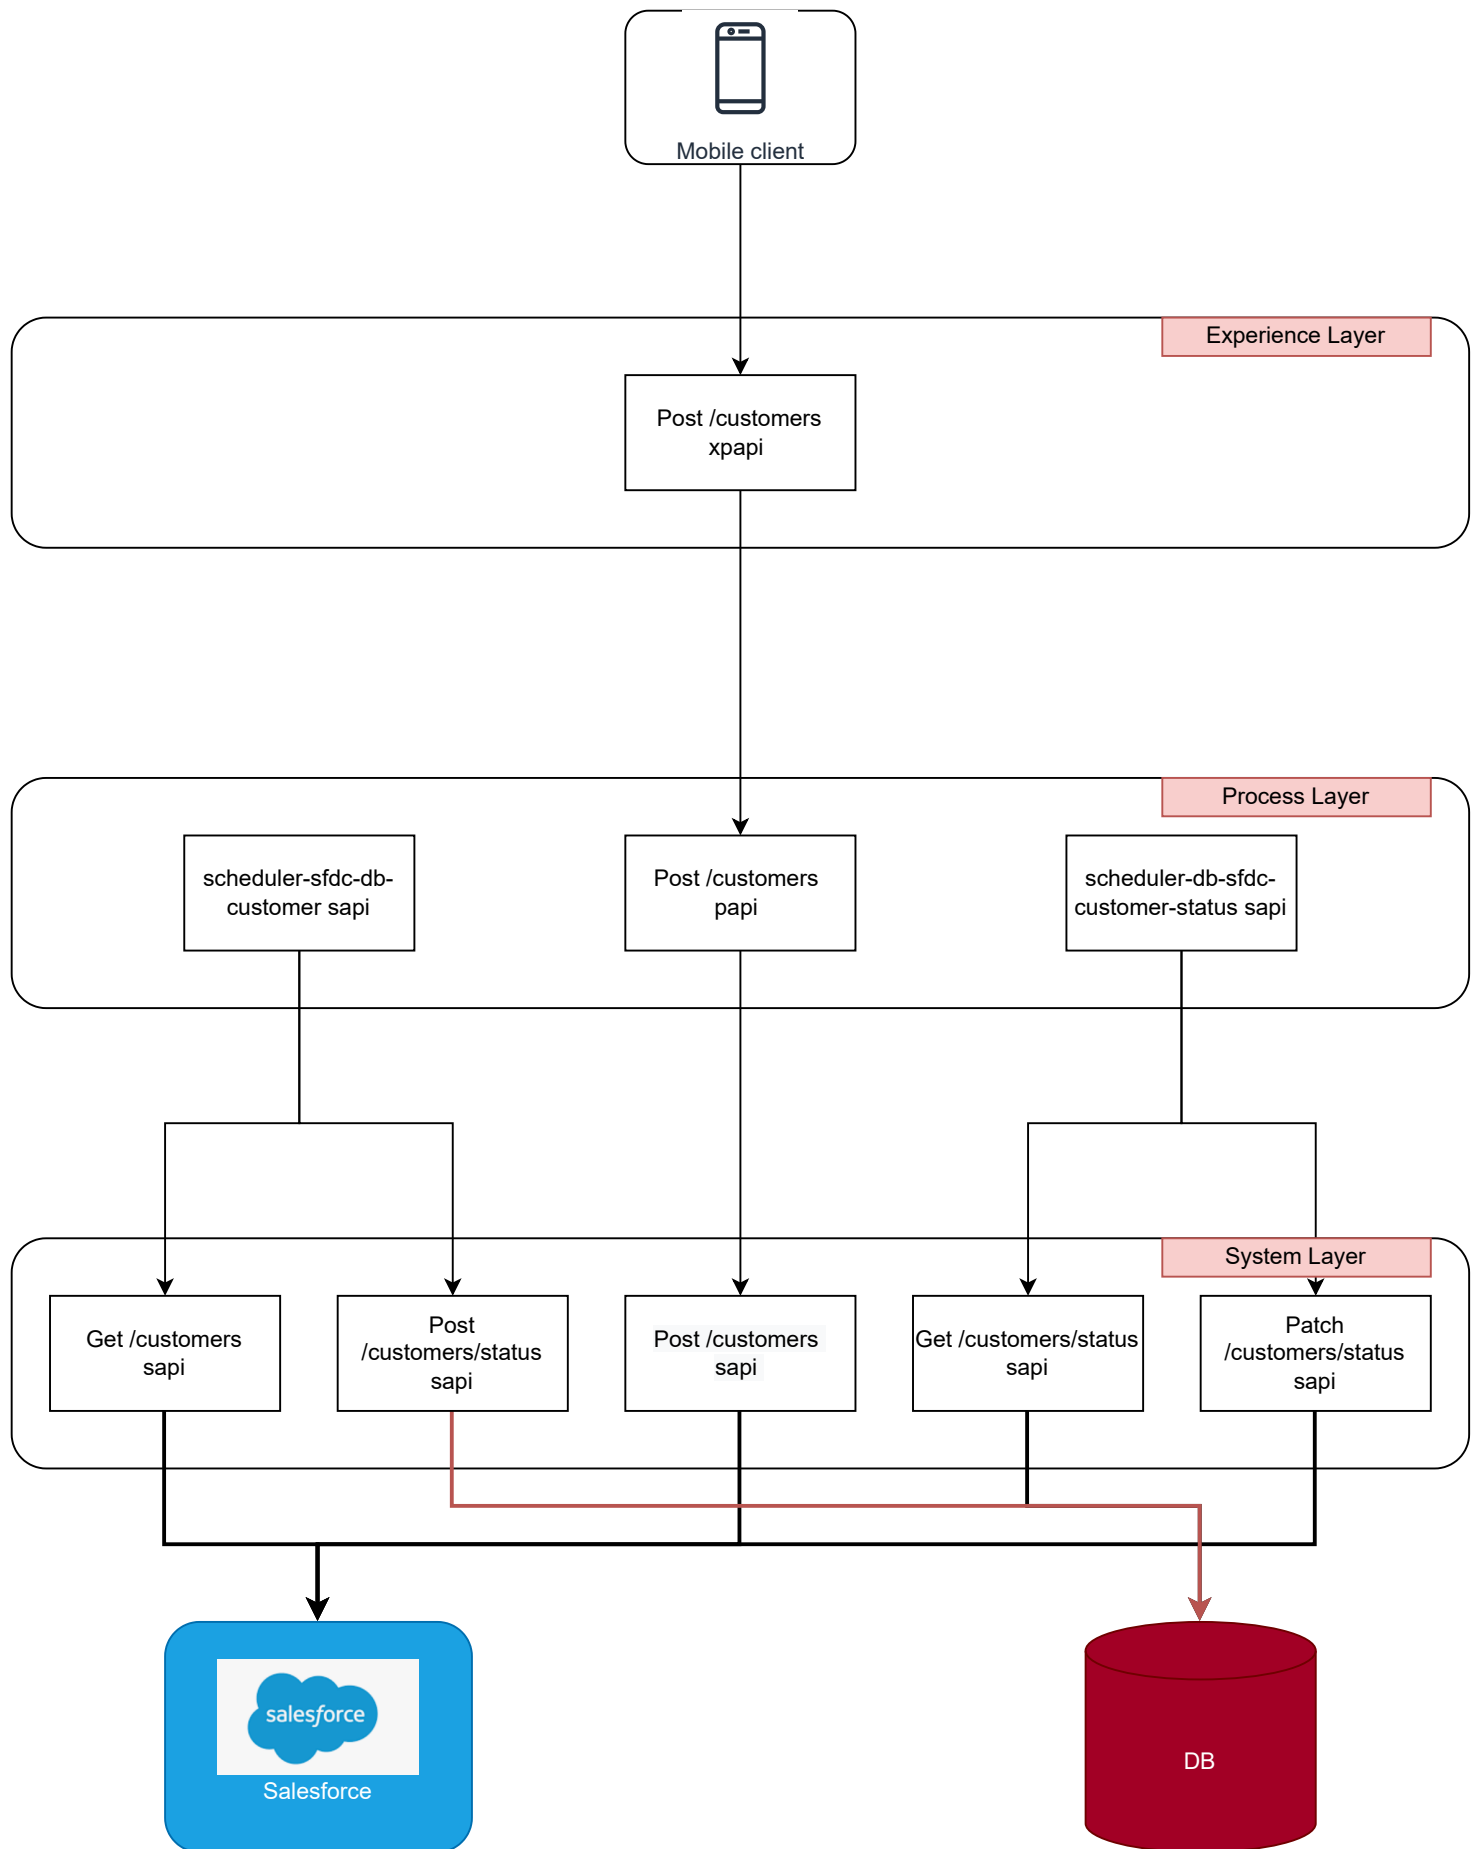 Mobile client
Experience Layer
Post /customers
xpapi
Process Layer
scheduler-sfdc-db-
customer sapi
Post /customers
papi
scheduler-db-sfdc-
customer-status sapi
System Layer
Get /customers
sapi
Post
/customers/status
sapi
Post /customers
sapi
Get /customers/status
sapi
Patch
/customers/status
sapi
salesforce
Salesforce
DB